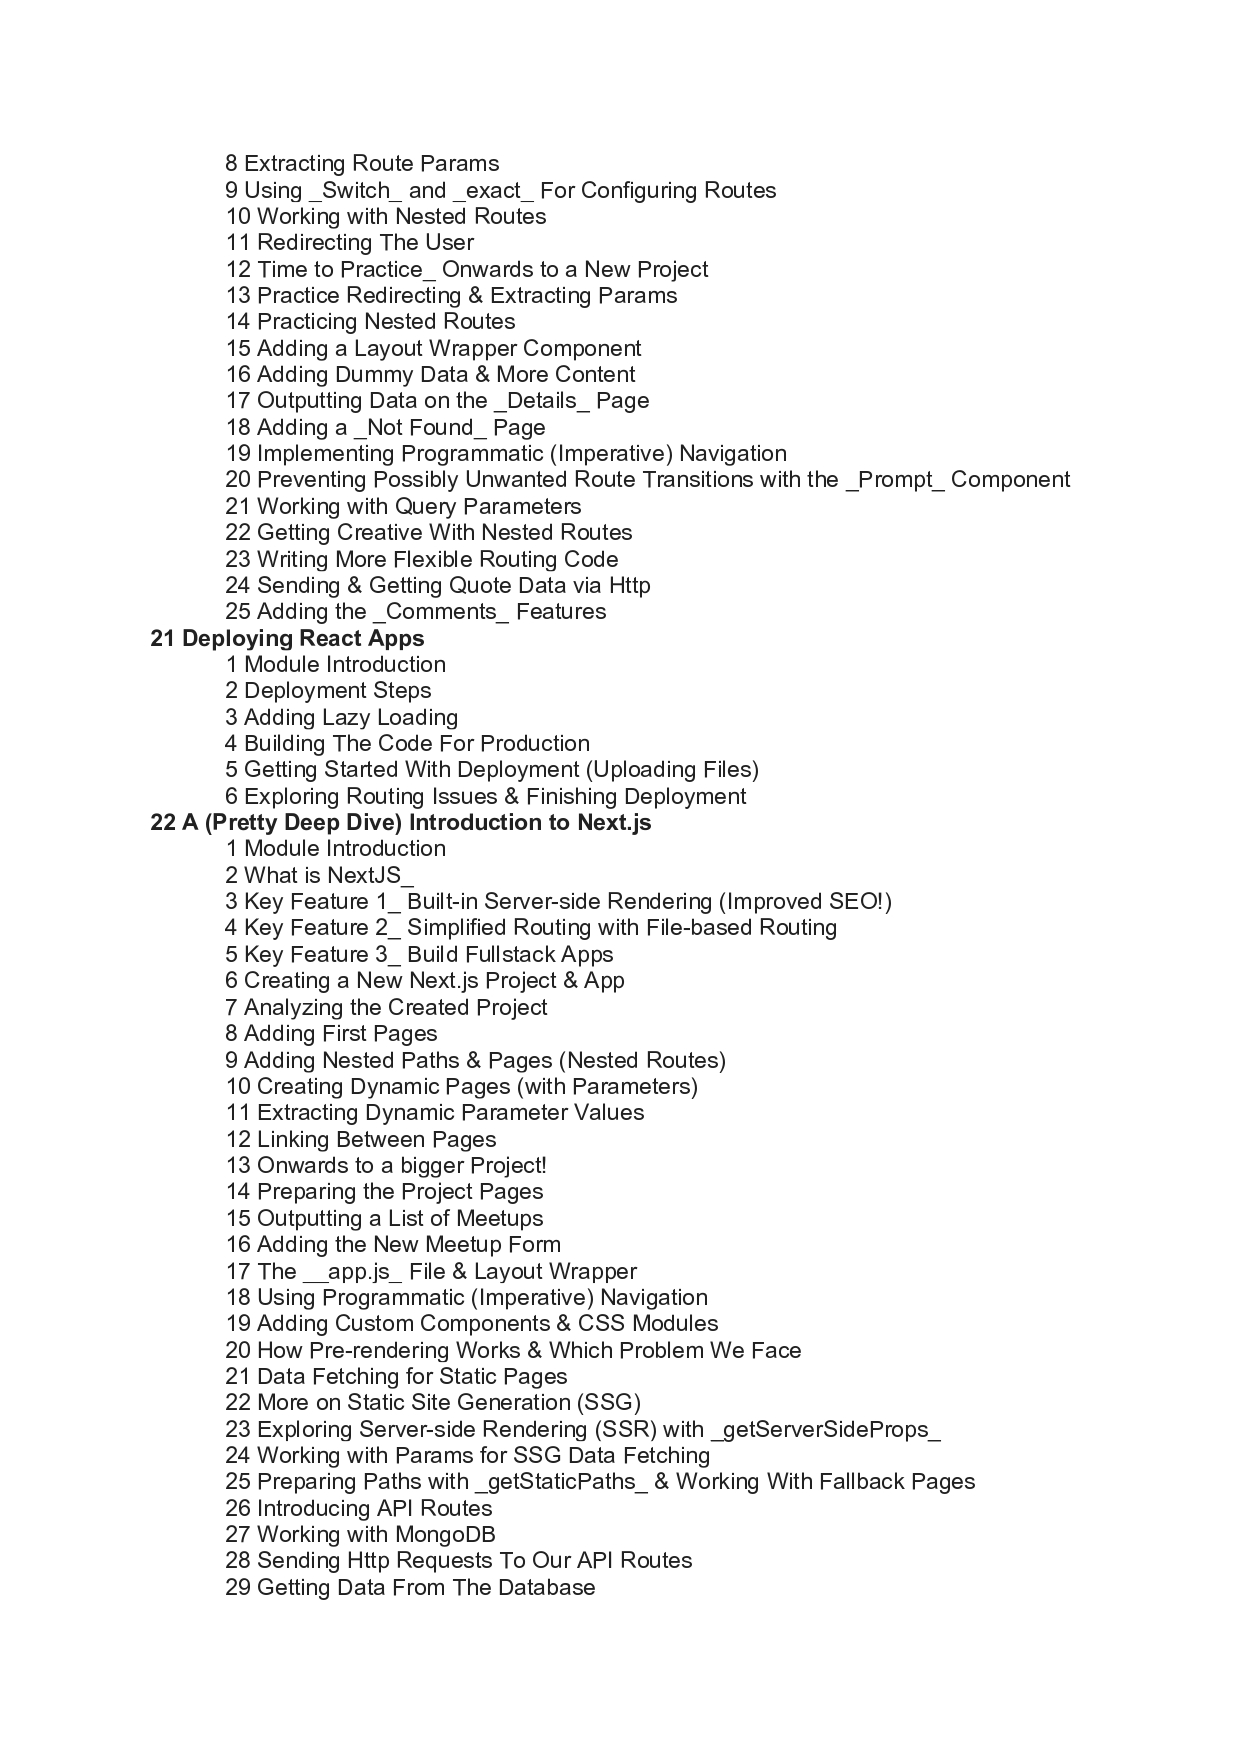 8 Extracting Route Params
9 Using _Switch_ and _exact_ For Configuring Routes
10 Working with Nested Routes
11 Redirecting The User
12 Time to Practice_ Onwards to a New Project
13 Practice Redirecting & Extracting Params
14 Practicing Nested Routes
15 Adding a Layout Wrapper Component
16 Adding Dummy Data & More Content
17 Outputting Data on the _Details_ Page
18 Adding a _Not Found_ Page
19 Implementing Programmatic (Imperative) Navigation
20 Preventing Possibly Unwanted Route Transitions with the _Prompt_ Component
21 Working with Query Parameters
22 Getting Creative With Nested Routes
23 Writing More Flexible Routing Code
24 Sending & Getting Quote Data via Http
25 Adding the _Comments_ Features
21 Deploying React Apps
1 Module Introduction
2 Deployment Steps
3 Adding Lazy Loading
4 Building The Code For Production
5 Getting Started With Deployment (Uploading Files)
6 Exploring Routing Issues & Finishing Deployment
22 A (Pretty Deep Dive) Introduction to Next.js
1 Module Introduction
2 What is NextJS_
3 Key Feature 1_ Built-in Server-side Rendering (Improved SEO!)
4 Key Feature 2_ Simplified Routing with File-based Routing
5 Key Feature 3_ Build Fullstack Apps
6 Creating a New Next.js Project & App
7 Analyzing the Created Project
8 Adding First Pages
9 Adding Nested Paths & Pages (Nested Routes)
10 Creating Dynamic Pages (with Parameters)
11 Extracting Dynamic Parameter Values
12 Linking Between Pages
13 Onwards to a bigger Project!
14 Preparing the Project Pages
15 Outputting a List of Meetups
16 Adding the New Meetup Form
17 The __app.js_ File & Layout Wrapper
18 Using Programmatic (Imperative) Navigation
19 Adding Custom Components & CSS Modules
20 How Pre-rendering Works & Which Problem We Face
21 Data Fetching for Static Pages
22 More on Static Site Generation (SSG)
23 Exploring Server-side Rendering (SSR) with _getServerSideProps_
24 Working with Params for SSG Data Fetching
25 Preparing Paths with _getStaticPaths_ & Working With Fallback Pages
26 Introducing API Routes
27 Working with MongoDB
28 Sending Http Requests To Our API Routes
29 Getting Data From The Database